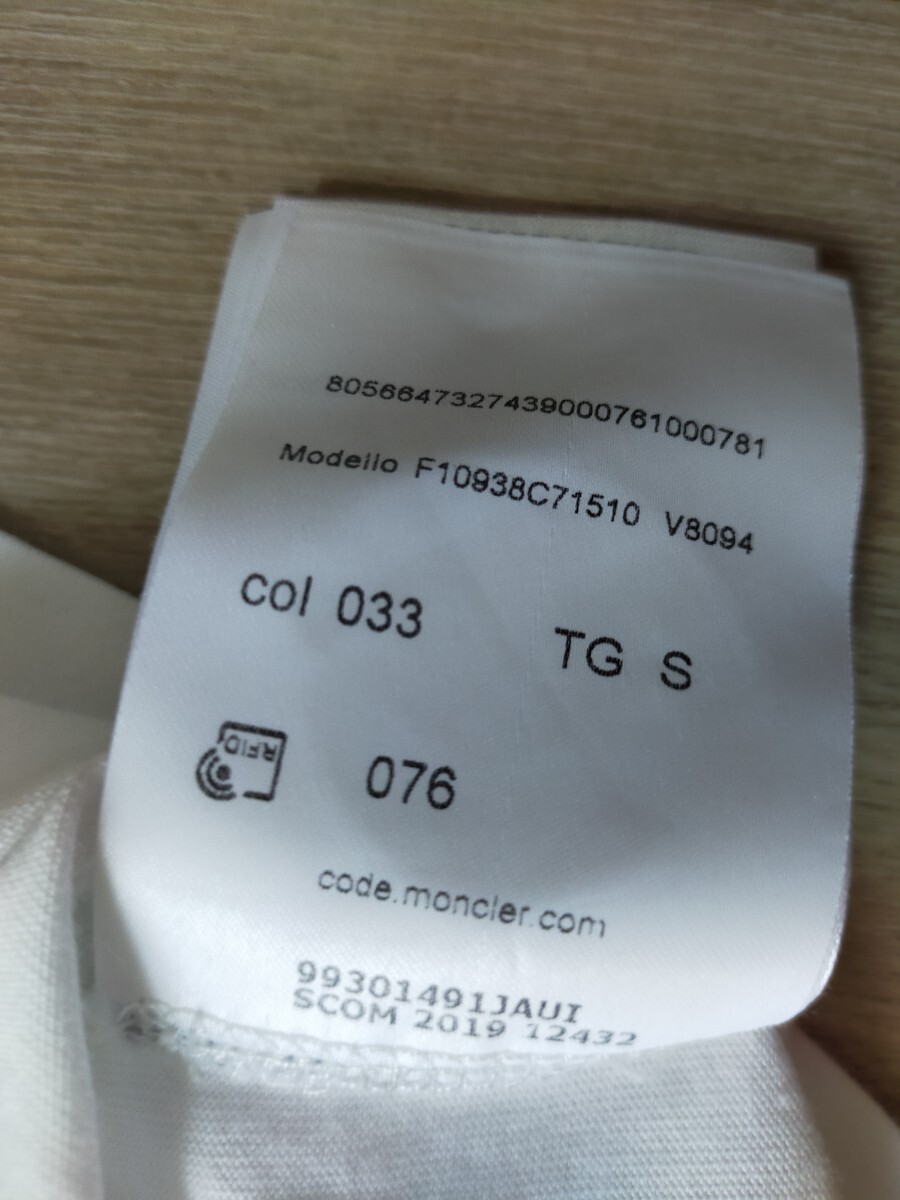 8056647327439000761000781
Modello F10938C71510 V8094
col 033
TG S
RFID
076
code.moncler.com
99301491JAUI
SCOM 2019 12432